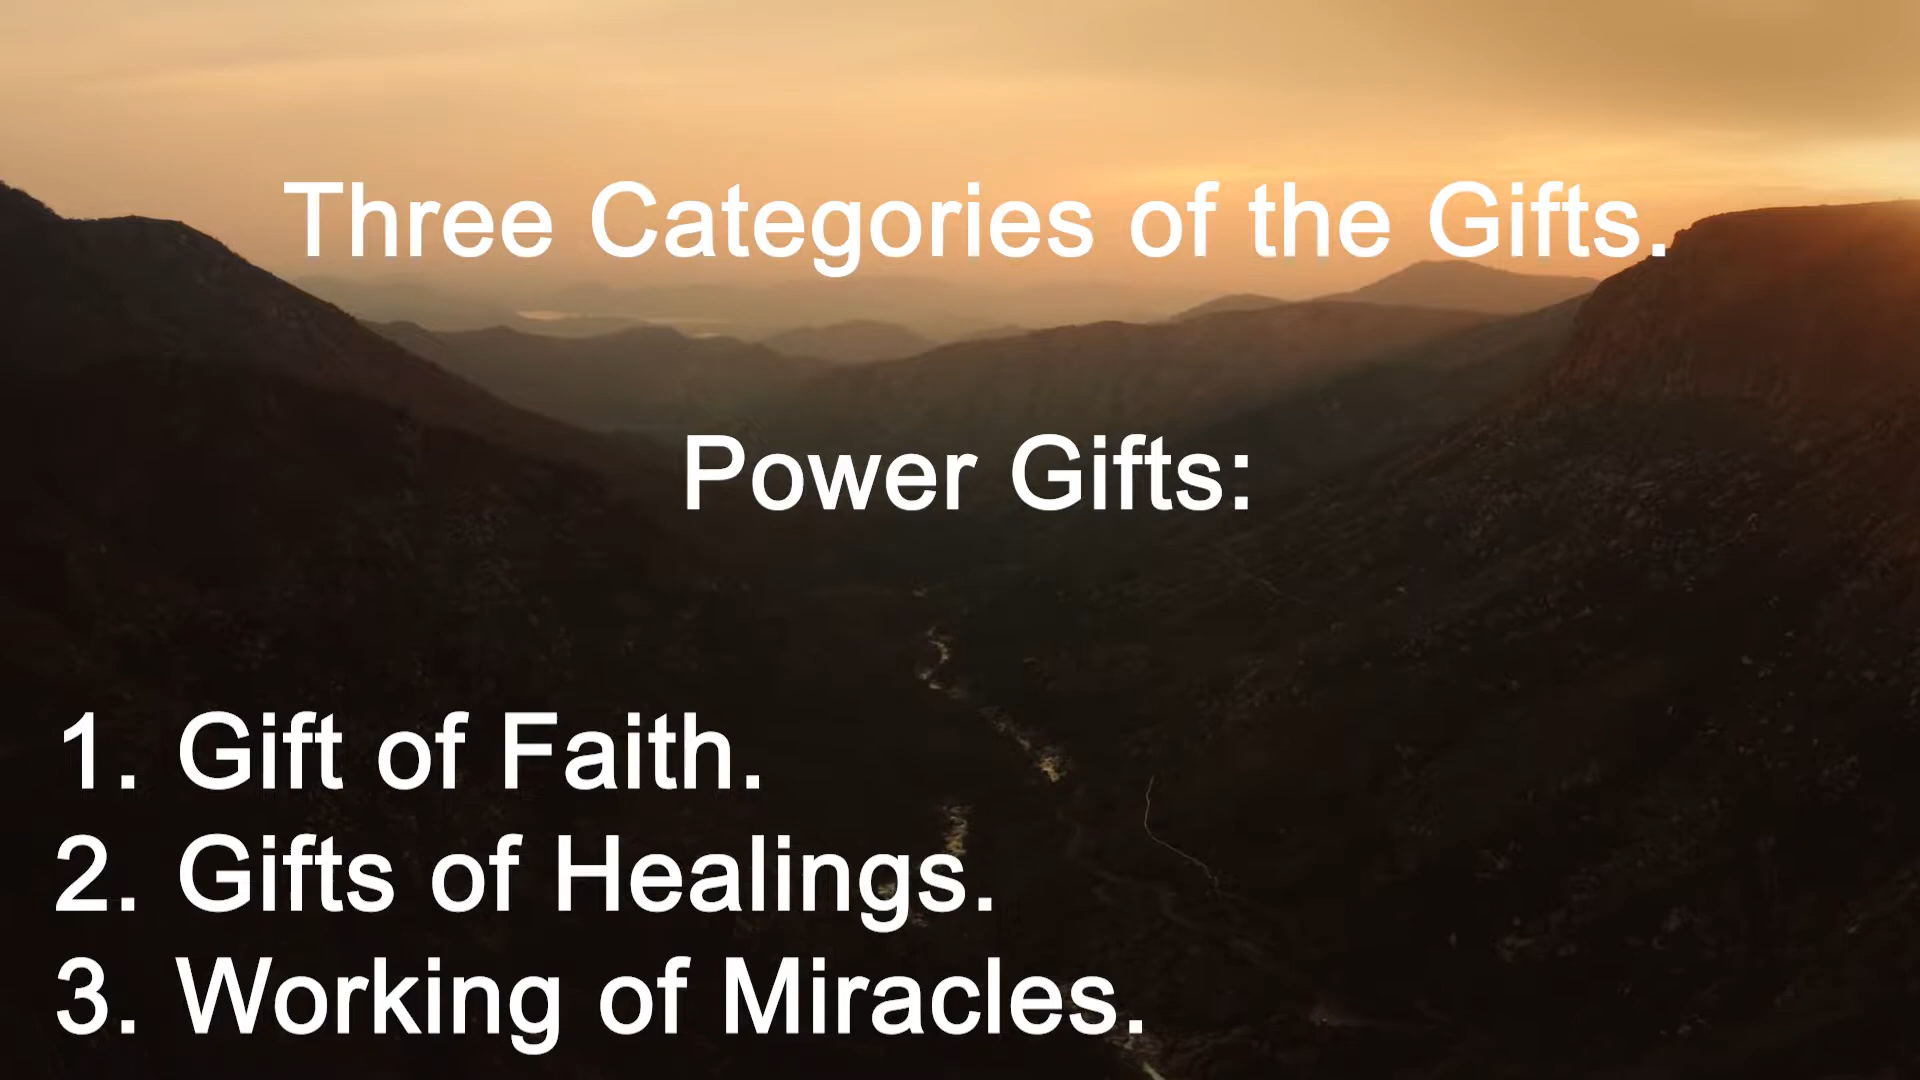 Three Categories of the Gifts.
Power Gifts:
1. Gift of Faith.
2. Gifts of Healings.
3. Working of Miracles.